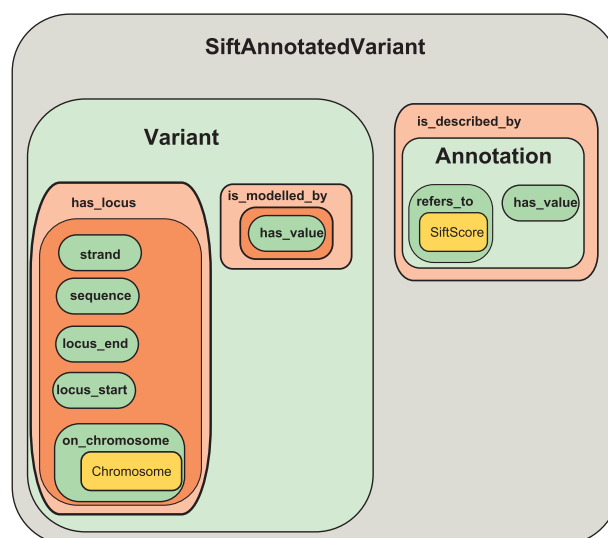 SiftAnnotatedVariant
Variant
has_locus
strand
sequence
locus_end
locus_start
on_chromosome
Chromosome
is_modelled_by
has_value
is_described_by
Annotation
refers_to
SiftScore
has_value